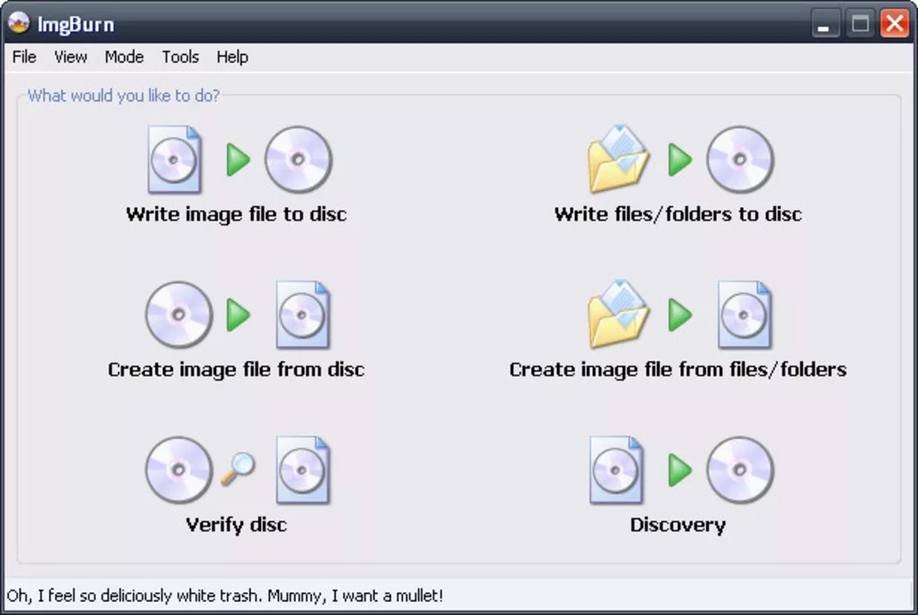 ImgBurn
File View Mode Tools Help
What would you like to do?
Write image file to disc
Write files/folders to disc
Create image file from disc
Create image file from files/folders
Verify disc
Discovery
Oh, I feel so deliciously white trash. Mummy, I want a mullet!